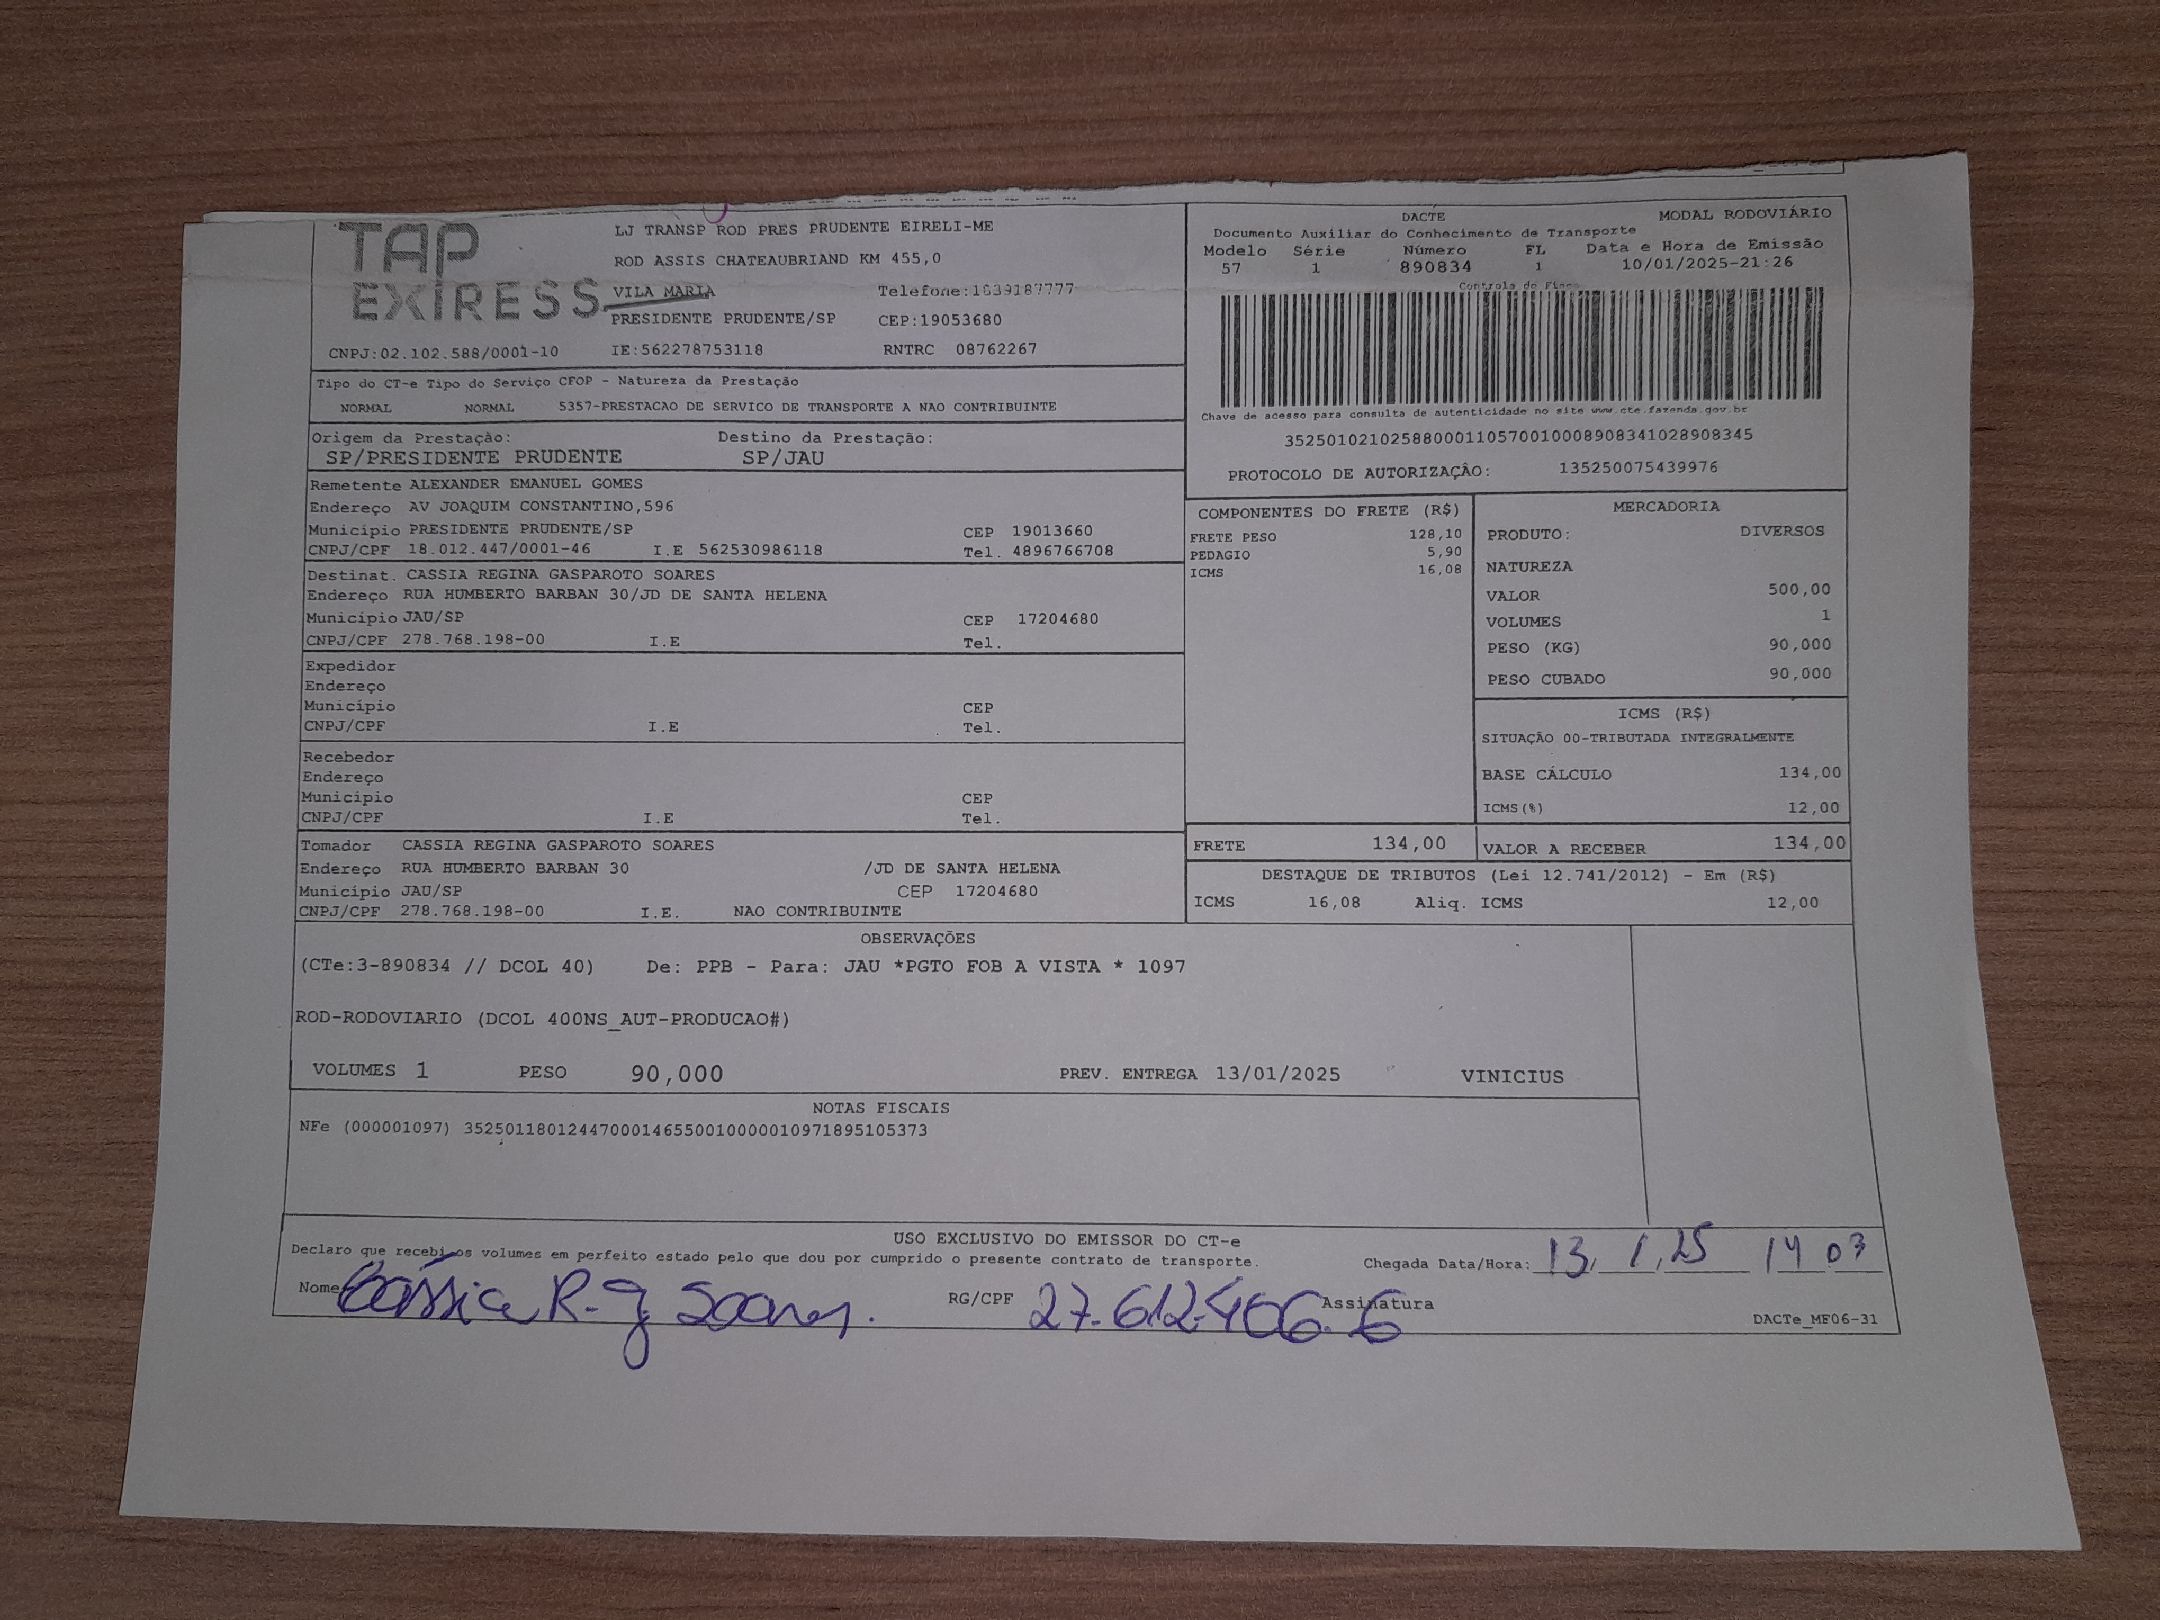 TAP
EXPRESS
LJ TRANSP ROD PRES PRUDENTE EIRELI-ME
ROD ASSIS CHATEAUBRIAND KM 455,0
VILA MARIA Telefone:1839187777
PRESIDENTE PRUDENTE/SP CEP:19053680
CNPJ:02.102.588/0001-10 IE:562278753118 RNTRC 08762267
DACTE MODAL RODOVIÁRIO
Documento Auxiliar do Conhecimento de Transporte
Modelo Série Número FL Data e Hora de Emissão
57 1 890834 1 10/01/2025-21:26
Controle do Fisco
Chave de acesso para consulta de autenticidade no site www.cte.fazenda.gov.br
35250102102588000110570010008908341028908345
PROTOCOLO DE AUTORIZAÇÃO: 135250075439976
Tipo do CT-e Tipo do Serviço CFOP - Natureza da Prestação
NORMAL NORMAL 5357-PRESTACAO DE SERVICO DE TRANSPORTE A NAO CONTRIBUINTE
Origem da Prestação: Destino da Prestação:
SP/PRESIDENTE PRUDENTE SP/JAU
Remetente ALEXANDER EMANUEL GOMES
Endereço AV JOAQUIM CONSTANTINO,596
Município PRESIDENTE PRUDENTE/SP CEP 19013660
CNPJ/CPF 18.012.447/0001-46 I.E 562530986118 Tel. 4896766708
Destinat. CASSIA REGINA GASPAROTO SOARES
Endereço RUA HUMBERTO BARBAN 30/JD DE SANTA HELENA
Município JAU/SP CEP 17204680
CNPJ/CPF 278.768.198-00 I.E Tel.
Expedidor
Endereço
Município CEP
CNPJ/CPF I.E Tel.
Recebedor
Endereço
Município CEP
CNPJ/CPF I.E Tel.
Tomador CASSIA REGINA GASPAROTO SOARES
Endereço RUA HUMBERTO BARBAN 30 /JD DE SANTA HELENA
Município JAU/SP CEP 17204680
CNPJ/CPF 278.768.198-00 I.E. NAO CONTRIBUINTE
COMPONENTES DO FRETE (R$)
FRETE PESO 128,10
PEDAGIO 5,90
ICMS 16,08
MERCADORIA
PRODUTO: DIVERSOS
NATUREZA
VALOR 500,00
VOLUMES 1
PESO (KG) 90,000
PESO CUBADO 90,000
ICMS (R$)
SITUAÇÃO 00-TRIBUTADA INTEGRALMENTE
BASE CÁLCULO 134,00
ICMS(%) 12,00
FRETE 134,00 VALOR A RECEBER 134,00
DESTAQUE DE TRIBUTOS (Lei 12.741/2012) - Em (R$)
ICMS 16,08 Aliq. ICMS 12,00
OBSERVAÇÕES
(CTe:3-890834 // DCOL 40) De: PPB - Para: JAU *PGTO FOB A VISTA * 1097
ROD-RODOVIARIO (DCOL 400NS_AUT-PRODUCAO#)
VOLUMES 1 PESO 90,000 PREV. ENTREGA 13/01/2025 VINICIUS
NOTAS FISCAIS
NFe (000001097) 35250118012447000146550010000010971895105373
USO EXCLUSIVO DO EMISSOR DO CT-e
Declaro que recebi os volumes em perfeito estado pelo que dou por cumprido o presente contrato de transporte. Chegada Data/Hora: 13, 1, 25 14 03
Nome Cássia R. G Soares. RG/CPF 27.612.406.6 Assinatura
DACTe_MF06-31